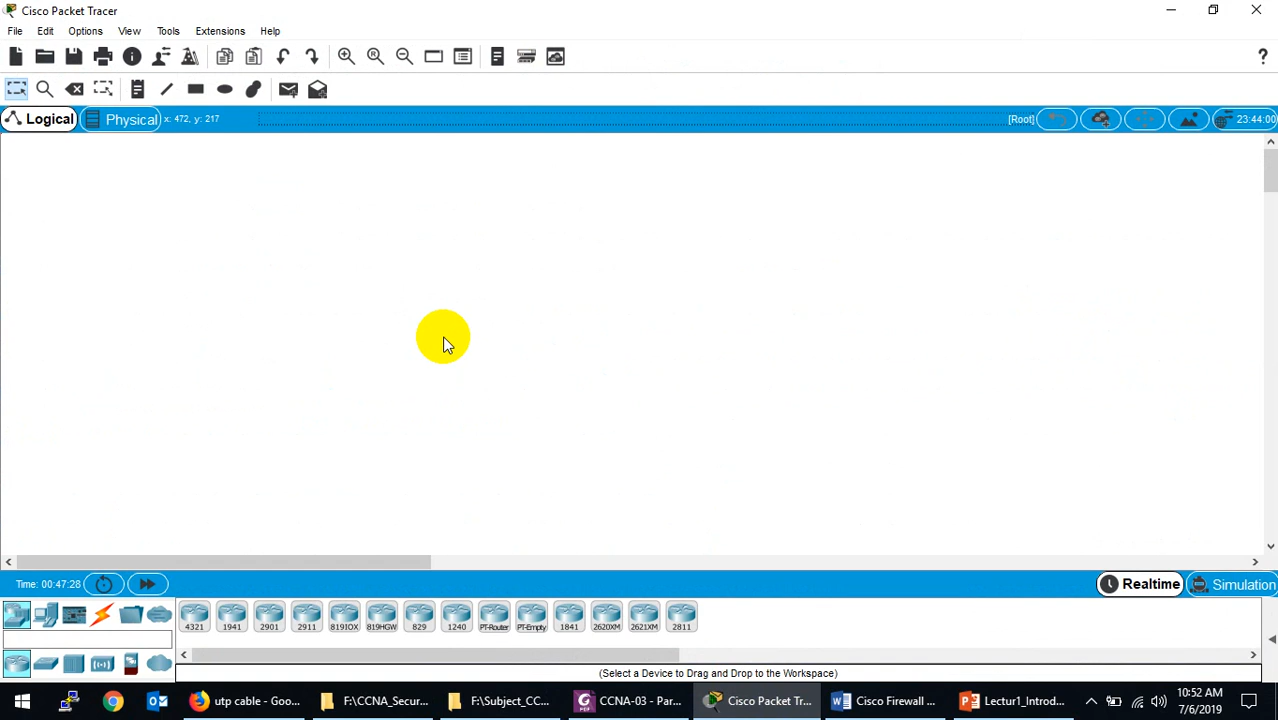 Cisco Packet Tracer
File Edit Options View Tools Extensions Help
?
Logical Physical x: 472, y: 217 [Root] 23:44:00
Time: 00:47:28 Realtime Simulation
4321 1941 2901 2911 819IOX 819HGW 829 1240 PT-Router PT-Empty 1841 2620XM 2621XM 2811
(Select a Device to Drag and Drop to the Workspace)
utp cable - Goo... F:\CCNA_Secur... F:\Subject_CC... CCNA-03 - Par... Cisco Packet Tr... Cisco Firewall ... Lectur1_Introd...
10:52 AM
7/6/2019